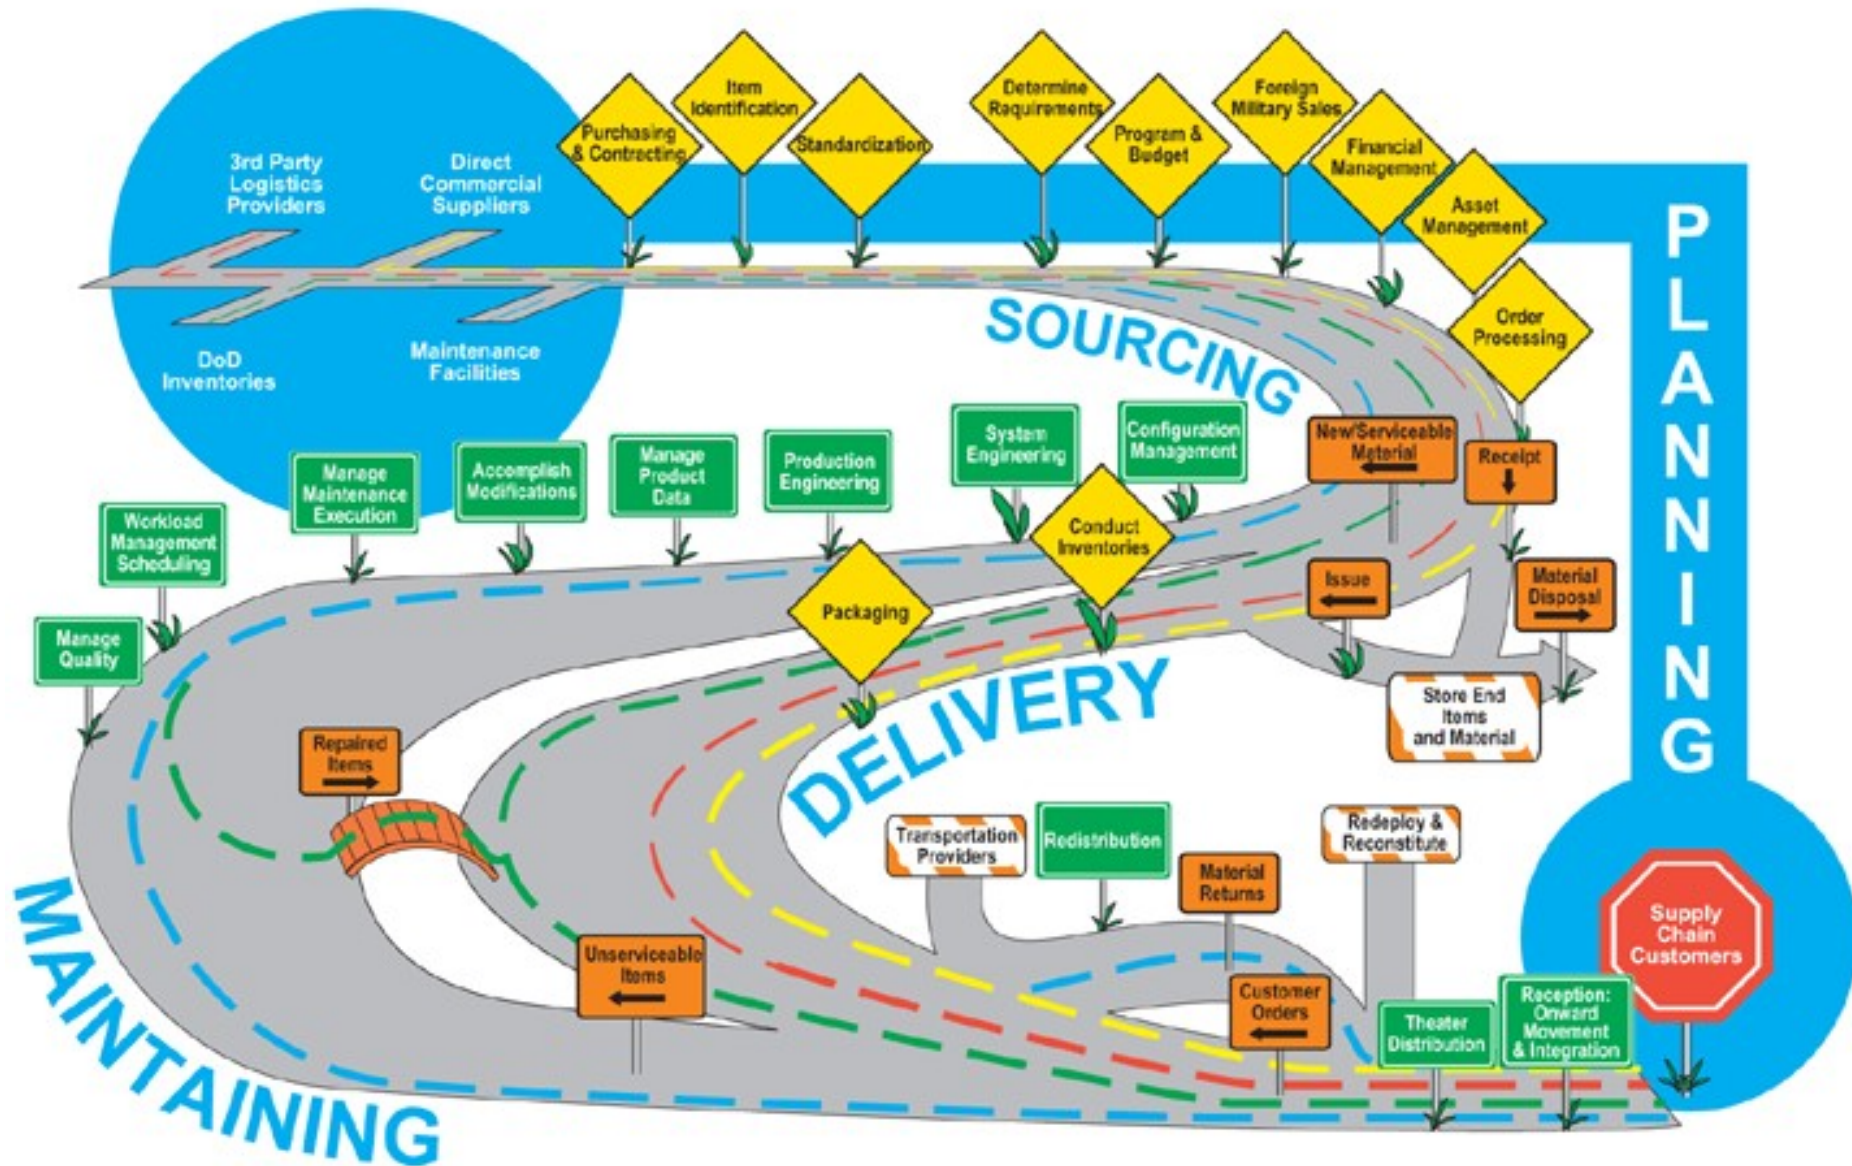 Purchasing
& Contracting
Item
Identification
Standardization
Determine
Requirements
Program &
Budget
Foreign
Military Sales
Financial
Management
Asset
Management
Order
Processing
3rd Party
Logistics
Providers
Direct
Commercial
Suppliers
DoD
Inventories
Maintenance
Facilities
SOURCING
PLANNING
New/Serviceable
Material
Receipt
Configuration
Management
System
Engineering
Production
Engineering
Manage
Product
Data
Accomplish
Modifications
Manage
Maintenance
Execution
Workload
Management
Scheduling
Manage
Quality
Conduct
Inventories
Packaging
Issue
Material
Disposal
Store End
Items
and Material
DELIVERY
Repaired
Items
Transportation
Providers
Redistribution
Material
Returns
Redeploy &
Reconstitute
Supply
Chain
Customers
Unserviceable
Items
Customer
Orders
Theater
Distribution
Reception:
Onward
Movement
& Integration
MAINTAINING